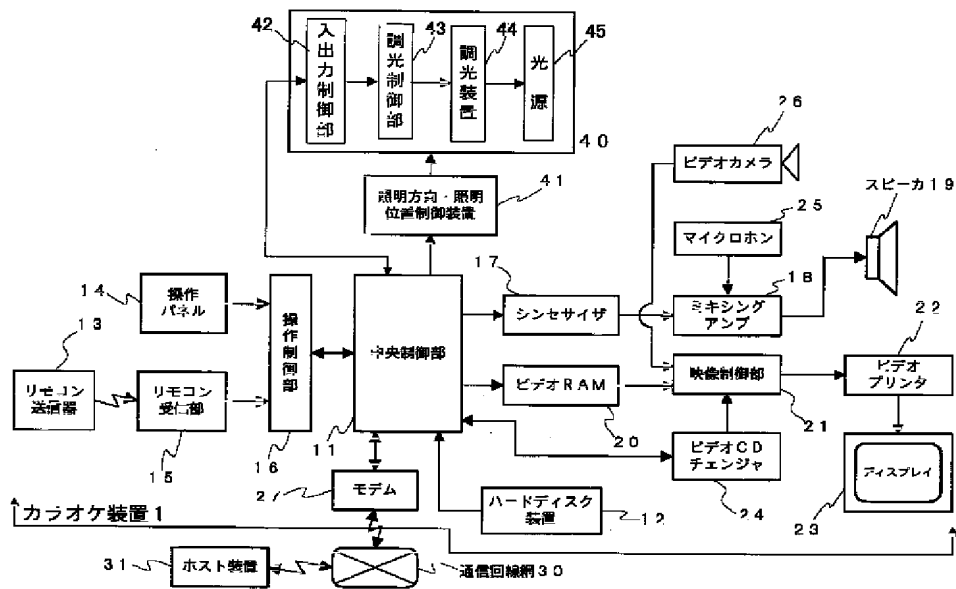 42
入出力制御部
43
調光制御部
44
調光装置
45
光源
40
照明方向・照明
位置制御装置
41
26
ビデオカメラ
スピーカ19
25
マイクロホン
17
シンセサイザ
18
ミキシング
アンプ
14
操作
パネル
13
リモコン
送信器
リモコン
受信部
15
操作制御部
16
中央制御部
11
ビデオRAM
20
映像制御部
21
22
ビデオ
プリンタ
ビデオCD
チェンジャ
24
ディスプレイ
23
モデム
ハードディスク
装置
12
カラオケ装置1
31
ホスト装置
通信回線網30